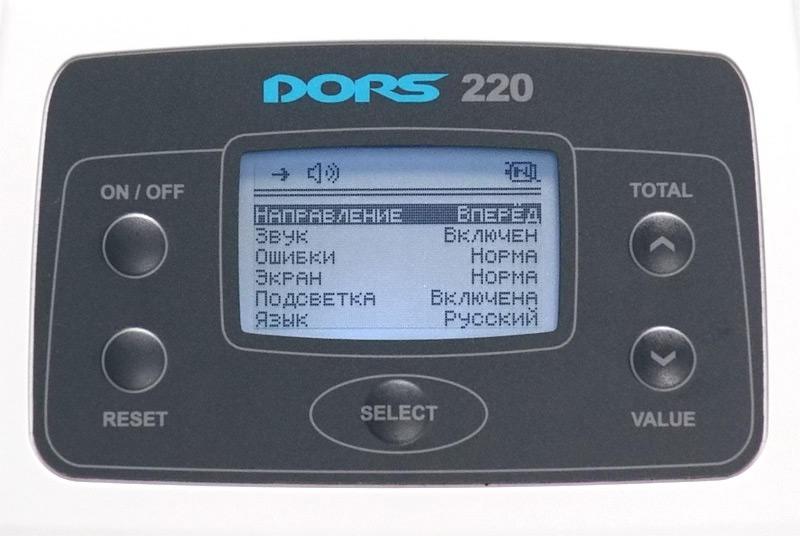 DORS 220
ON / OFF
TOTAL
Направление Вперёд
Звук Включен
Ошибки Норма
Экран Норма
Подсветка Включена
Язык Русский
RESET
SELECT
VALUE